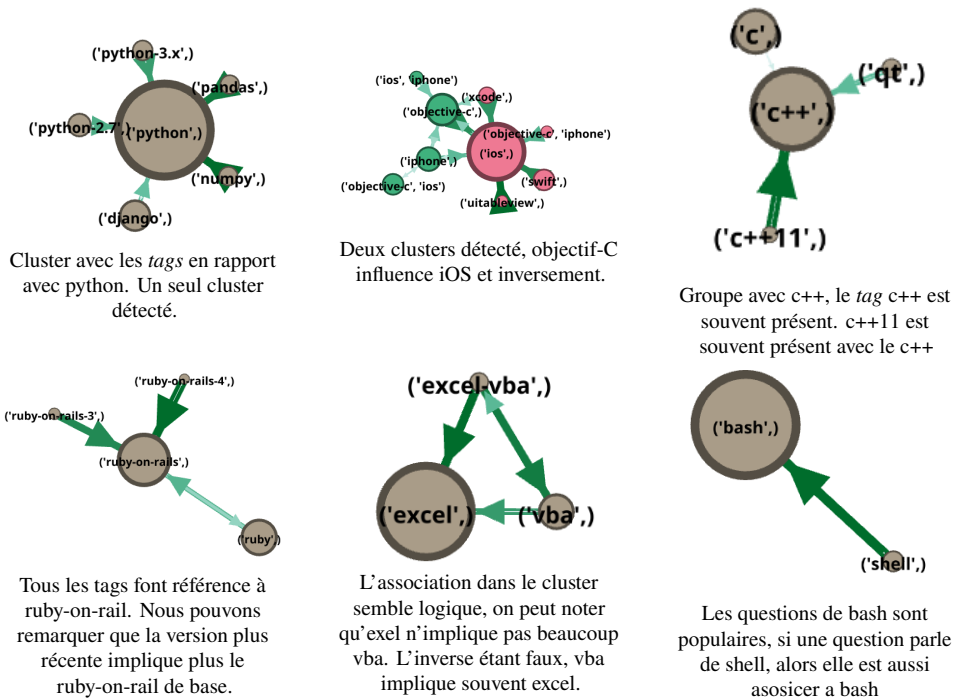 ('python-3.x',)
('pandas',)
('python-2.7',)
('python',)
('numpy',)
('django',)
Cluster avec les tags en rapport
avec python. Un seul cluster
détecté.
('ios', 'iphone')
('xcode',)
('objective-c',)
('objective-c', 'iphone')
('ios',)
('iphone',)
('objective-c', 'ios')
('swift',)
('uitableview',)
Deux clusters détecté, objectif-C
influence iOS et inversement.
('c',)
('qt',)
('c++',)
('c++11',)
Groupe avec c++, le tag c++ est
souvent présent. c++11 est
souvent présent avec le c++
('ruby-on-rails-4',)
('ruby-on-rails-3',)
('ruby-on-rails',)
('ruby',)
Tous les tags font référence à
ruby-on-rail. Nous pouvons
remarquer que la version plus
récente implique plus le
ruby-on-rail de base.
('excel-vba',)
('excel',)
('vba',)
L'association dans le cluster
semble logique, on peut noter
qu'exel n'implique pas beaucoup
vba. L'inverse étant faux, vba
implique souvent excel.
('bash',)
('shell',)
Les questions de bash sont
populaires, si une question parle
de shell, alors elle est aussi
asosicer a bash